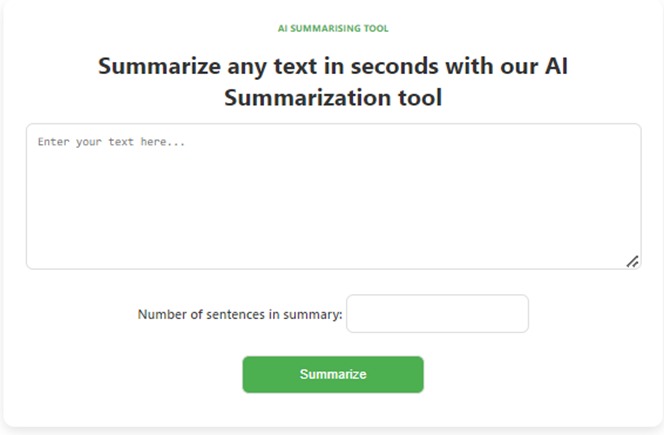 AI SUMMARISING TOOL
Summarize any text in seconds with our AI
Summarization tool
Enter your text here...
Number of sentences in summary:
Summarize